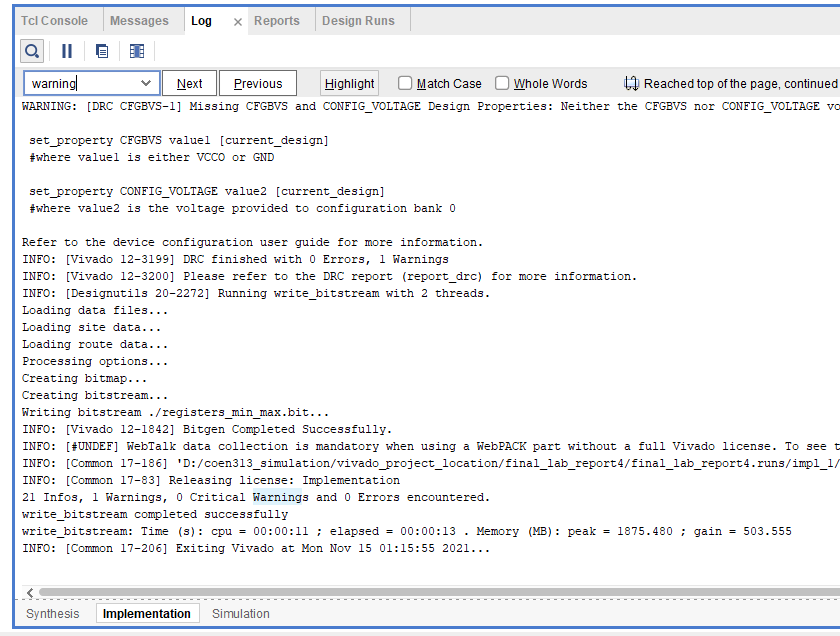 Tcl Console Messages Log × Reports Design Runs
warning Next Previous Highlight Match Case Whole Words Reached top of the page, continued
WARNING: [DRC CFGBVS-1] Missing CFGBVS and CONFIG_VOLTAGE Design Properties: Neither the CFGBVS nor CONFIG_VOLTAGE vo
set_property CFGBVS value1 [current_design]
#where value1 is either VCCO or GND
set_property CONFIG_VOLTAGE value2 [current_design]
#where value2 is the voltage provided to configuration bank 0
Refer to the device configuration user guide for more information.
INFO: [Vivado 12-3199] DRC finished with 0 Errors, 1 Warnings
INFO: [Vivado 12-3200] Please refer to the DRC report (report_drc) for more information.
INFO: [Designutils 20-2272] Running write_bitstream with 2 threads.
Loading data files...
Loading site data...
Loading route data...
Processing options...
Creating bitmap...
Creating bitstream...
Writing bitstream ./registers_min_max.bit...
INFO: [Vivado 12-1842] Bitgen Completed Successfully.
INFO: [#UNDEF] WebTalk data collection is mandatory when using a WebPACK part without a full Vivado license. To see t
INFO: [Common 17-186] 'D:/coen313_simulation/vivado_project_location/final_lab_report4/final_lab_report4.runs/impl_1/
INFO: [Common 17-83] Releasing license: Implementation
21 Infos, 1 Warnings, 0 Critical Warnings and 0 Errors encountered.
write_bitstream completed successfully
write_bitstream: Time (s): cpu = 00:00:11 ; elapsed = 00:00:13 . Memory (MB): peak = 1875.480 ; gain = 503.555
INFO: [Common 17-206] Exiting Vivado at Mon Nov 15 01:15:55 2021...
Synthesis Implementation Simulation